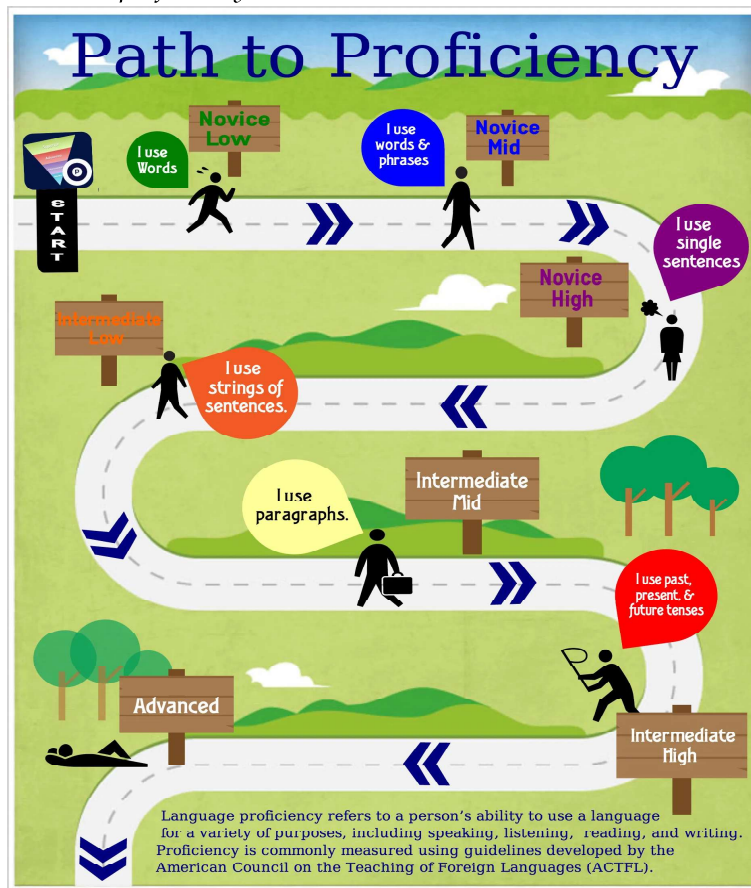 Path to Proficiency
START
I use
Words
Novice
Low
I use
words &
phrases
Novice
Mid
I use
single
sentences
Novice
High
Intermediate
Low
I use
strings of
sentences.
I use
paragraphs.
Intermediate
Mid
I use past,
present, &
future tenses
Intermediate
High
Advanced
Language proficiency refers to a person's ability to use a language
for a variety of purposes, including speaking, listening, reading, and writing.
Proficiency is commonly measured using guidelines developed by the
American Council on the Teaching of Foreign Languages (ACTFL).